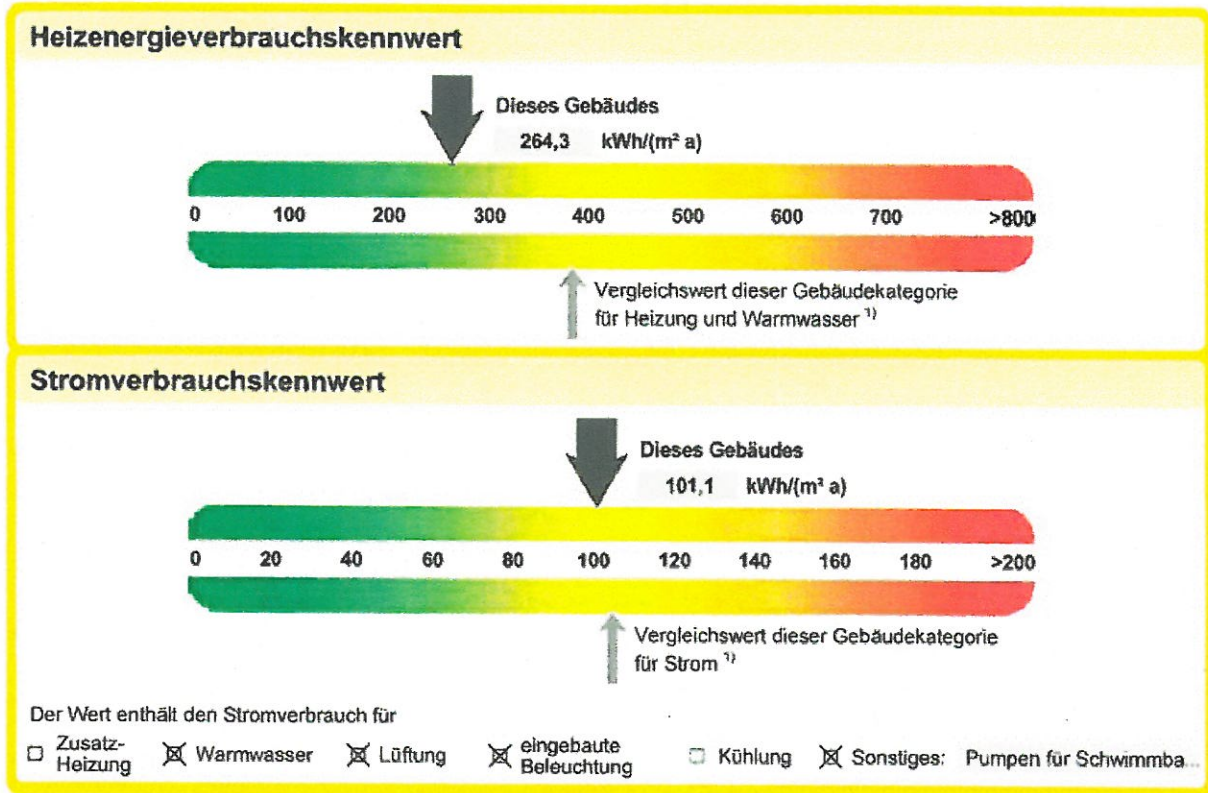 Heizenergieverbrauchskennwert
Dieses Gebäudes
264,3 kWh/(m² a)
0 100 200 300 400 500 600 700 >800
Vergleichswert dieser Gebäudekategorie
für Heizung und Warmwasser ¹⁾
Stromverbrauchskennwert
Dieses Gebäudes
101,1 kWh/(m² a)
0 20 40 60 80 100 120 140 160 180 >200
Vergleichswert dieser Gebäudekategorie
für Strom ¹⁾
Der Wert enthält den Stromverbrauch für
Zusatz-
Heizung
Warmwasser
Lüftung
eingebaute
Beleuchtung
Kühlung
Sonstiges: Pumpen für Schwimmba...